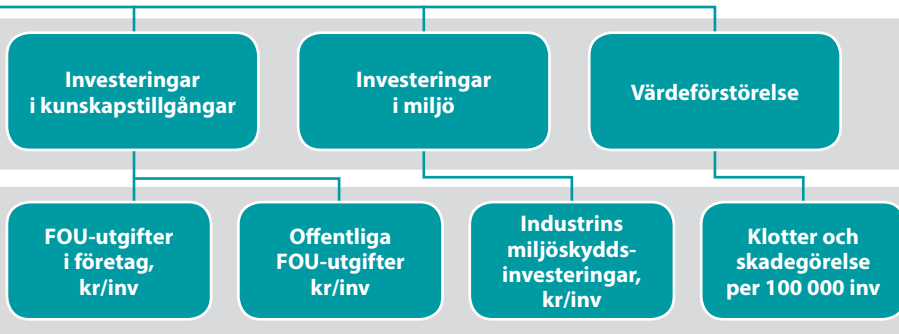 Investeringar
i kunskapstillgångar
Investeringar
i miljö
Värdeförstörelse
FOU-utgifter
i företag,
kr/inv
Offentliga
FOU-utgifter
kr/inv
Industrins
miljöskydds-
investeringar,
kr/inv
Klotter och
skadegörelse
per 100 000 inv